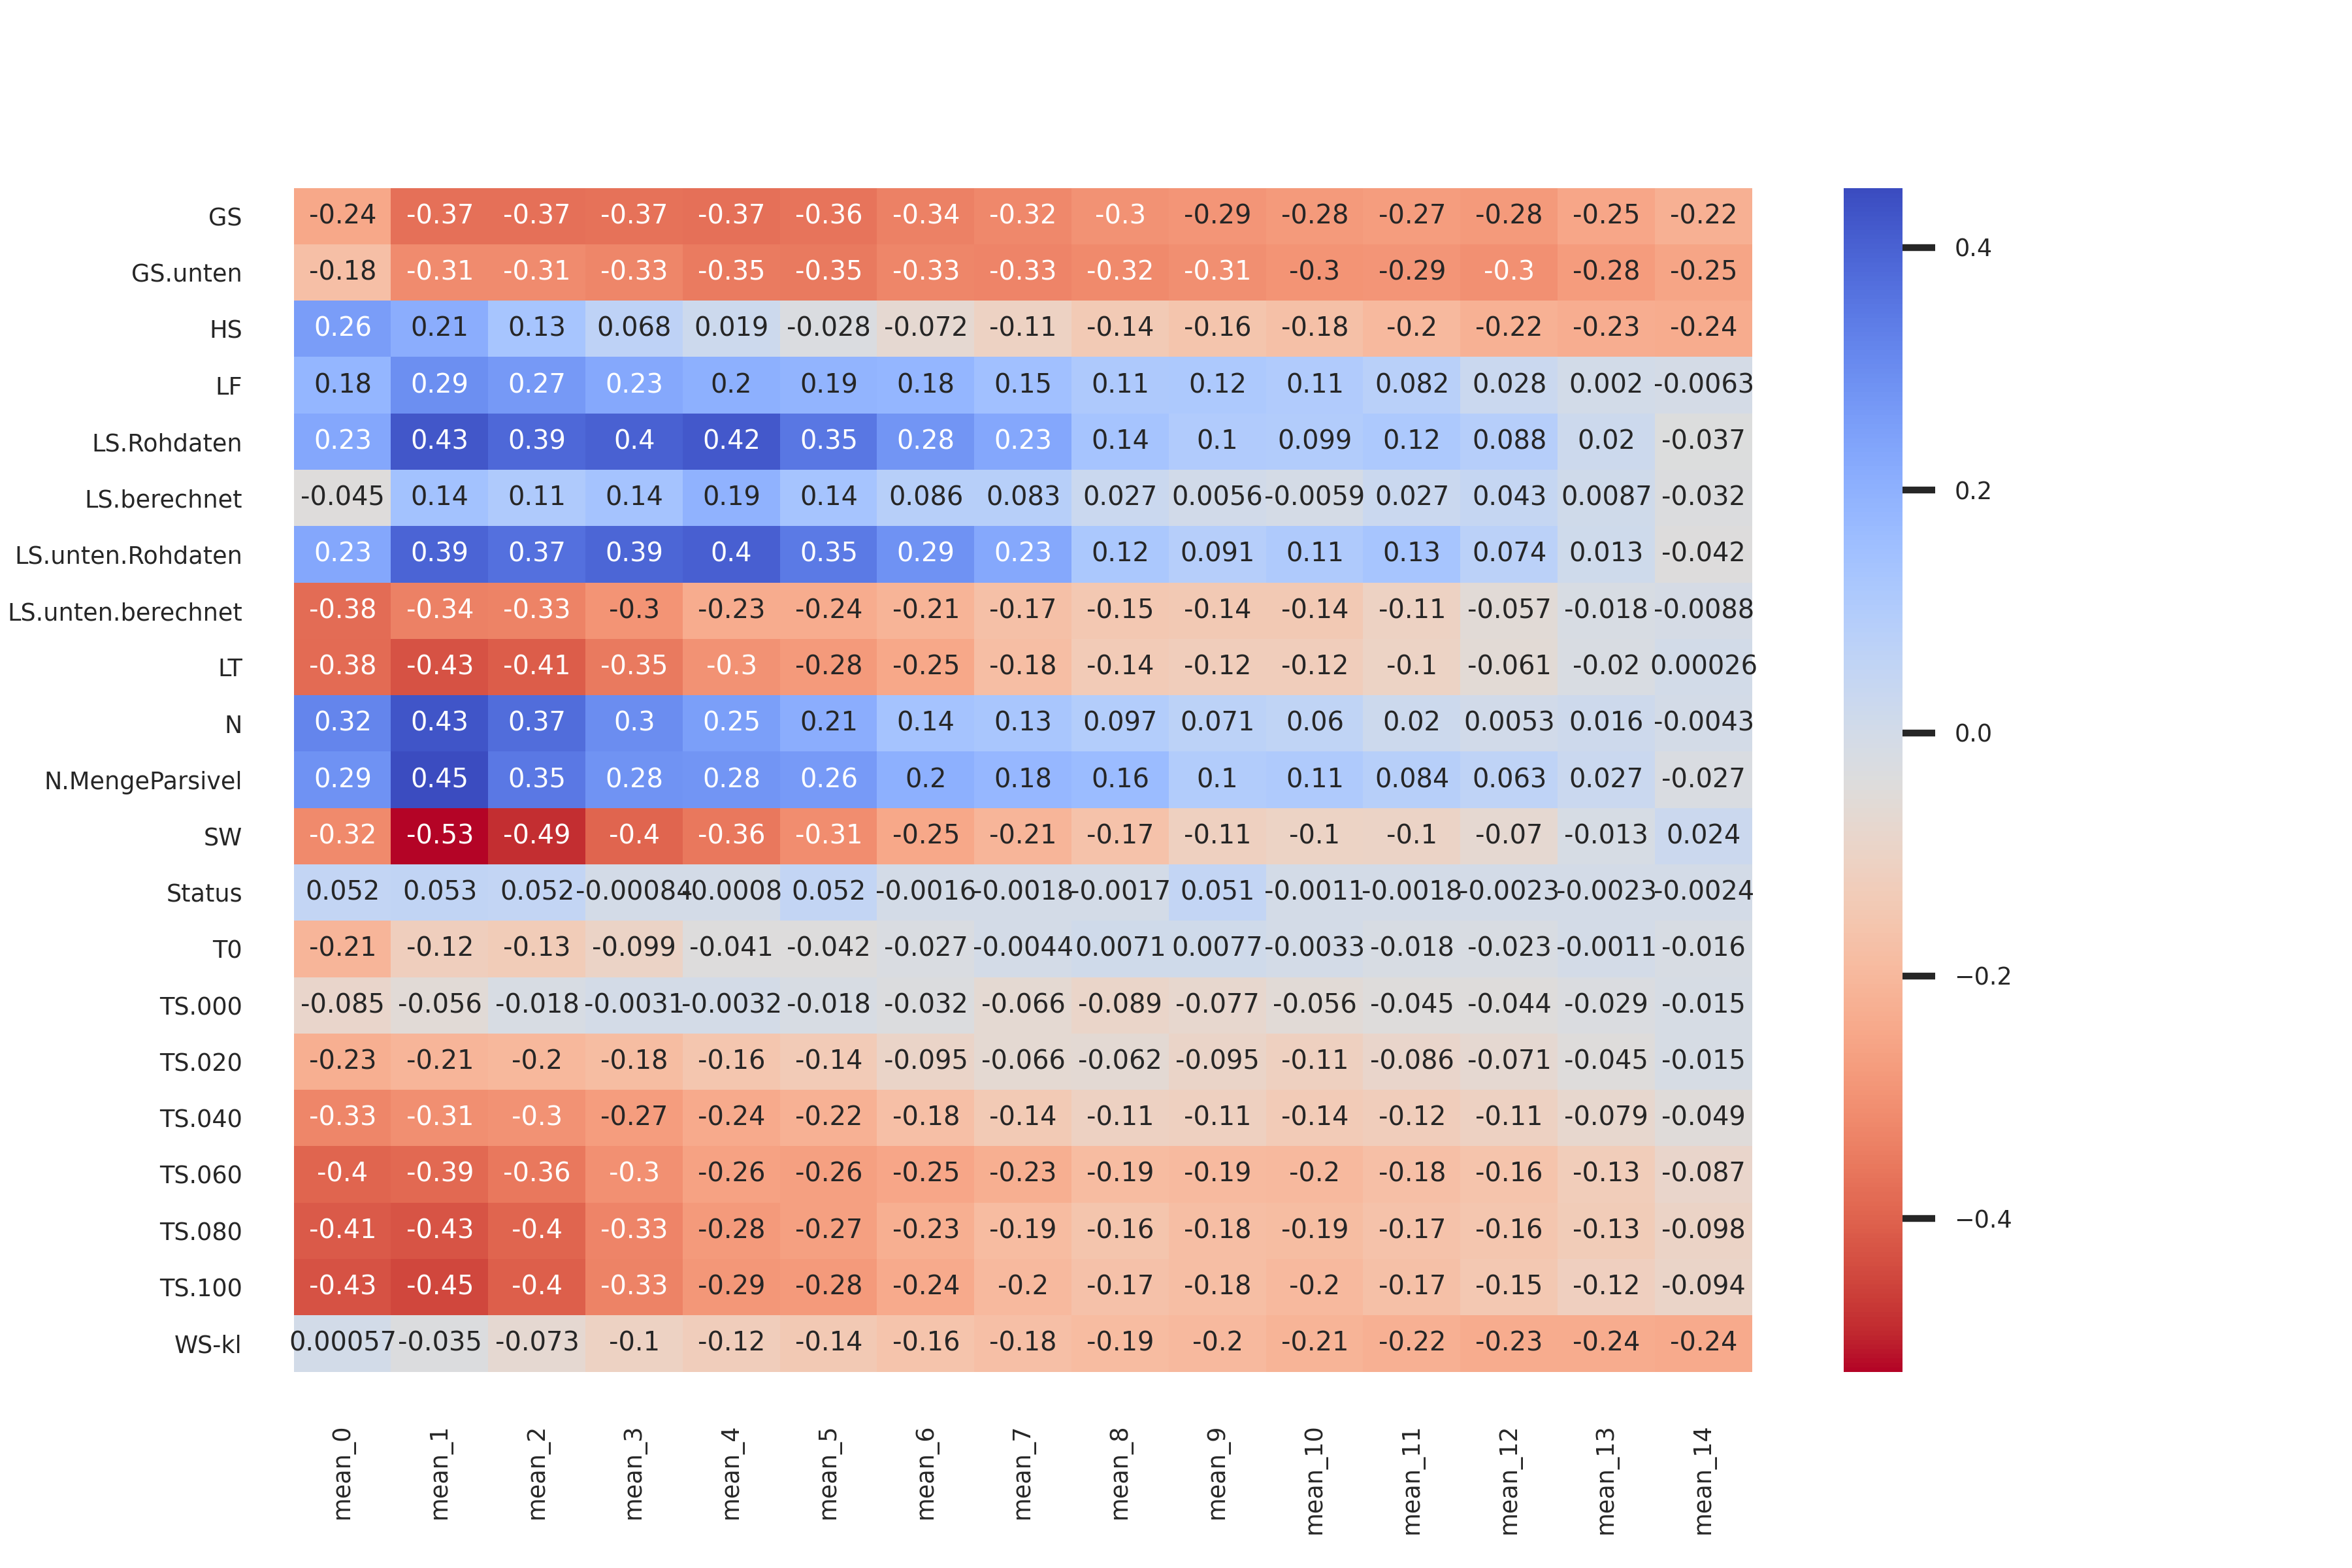 GS -0.24 -0.37 -0.37 -0.37 -0.37 -0.36 -0.34 -0.32 -0.3 -0.29 -0.28 -0.27 -0.28 -0.25 -0.22
0.4
GS.unten -0.18 -0.31 -0.31 -0.33 -0.35 -0.35 -0.33 -0.33 -0.32 -0.31 -0.3 -0.29 -0.3 -0.28 -0.25
HS 0.26 0.21 0.13 0.068 0.019 -0.028 -0.072 -0.11 -0.14 -0.16 -0.18 -0.2 -0.22 -0.23 -0.24
LF 0.18 0.29 0.27 0.23 0.2 0.19 0.18 0.15 0.11 0.12 0.11 0.082 0.028 0.002 -0.0063
LS.Rohdaten 0.23 0.43 0.39 0.4 0.42 0.35 0.28 0.23 0.14 0.1 0.099 0.12 0.088 0.02 -0.037
LS.berechnet -0.045 0.14 0.11 0.14 0.19 0.14 0.086 0.083 0.027 0.0056 -0.0059 0.027 0.043 0.0087 -0.032
0.2
LS.unten.Rohdaten 0.23 0.39 0.37 0.39 0.4 0.35 0.29 0.23 0.12 0.091 0.11 0.13 0.074 0.013 -0.042
LS.unten.berechnet -0.38 -0.34 -0.33 -0.3 -0.23 -0.24 -0.21 -0.17 -0.15 -0.14 -0.14 -0.11 -0.057 -0.018 -0.0088
LT -0.38 -0.43 -0.41 -0.35 -0.3 -0.28 -0.25 -0.18 -0.14 -0.12 -0.12 -0.1 -0.061 -0.02 0.00026
N 0.32 0.43 0.37 0.3 0.25 0.21 0.14 0.13 0.097 0.071 0.06 0.02 0.0053 0.016 -0.0043
0.0
N.MengeParsivel 0.29 0.45 0.35 0.28 0.28 0.26 0.2 0.18 0.16 0.1 0.11 0.084 0.063 0.027 -0.027
SW -0.32 -0.53 -0.49 -0.4 -0.36 -0.31 -0.25 -0.21 -0.17 -0.11 -0.1 -0.1 -0.07 -0.013 0.024
Status 0.052 0.053 0.052 -0.00084 -0.0008 0.052 -0.0016 -0.0018 -0.0017 0.051 -0.0011 -0.0018 -0.0023 -0.0023 -0.0024
T0 -0.21 -0.12 -0.13 -0.099 -0.041 -0.042 -0.027 -0.0044 0.0071 0.0077 -0.0033 -0.018 -0.023 -0.0011 -0.016
−0.2
TS.000 -0.085 -0.056 -0.018 -0.0031 -0.0032 -0.018 -0.032 -0.066 -0.089 -0.077 -0.056 -0.045 -0.044 -0.029 -0.015
TS.020 -0.23 -0.21 -0.2 -0.18 -0.16 -0.14 -0.095 -0.066 -0.062 -0.095 -0.11 -0.086 -0.071 -0.045 -0.015
TS.040 -0.33 -0.31 -0.3 -0.27 -0.24 -0.22 -0.18 -0.14 -0.11 -0.11 -0.14 -0.12 -0.11 -0.079 -0.049
TS.060 -0.4 -0.39 -0.36 -0.3 -0.26 -0.26 -0.25 -0.23 -0.19 -0.19 -0.2 -0.18 -0.16 -0.13 -0.087
TS.080 -0.41 -0.43 -0.4 -0.33 -0.28 -0.27 -0.23 -0.19 -0.16 -0.18 -0.19 -0.17 -0.16 -0.13 -0.098
−0.4
TS.100 -0.43 -0.45 -0.4 -0.33 -0.29 -0.28 -0.24 -0.2 -0.17 -0.18 -0.2 -0.17 -0.15 -0.12 -0.094
WS-kl 0.00057 -0.035 -0.073 -0.1 -0.12 -0.14 -0.16 -0.18 -0.19 -0.2 -0.21 -0.22 -0.23 -0.24 -0.24
mean_0 mean_1 mean_2 mean_3 mean_4 mean_5 mean_6 mean_7 mean_8 mean_9 mean_10 mean_11 mean_12 mean_13 mean_14